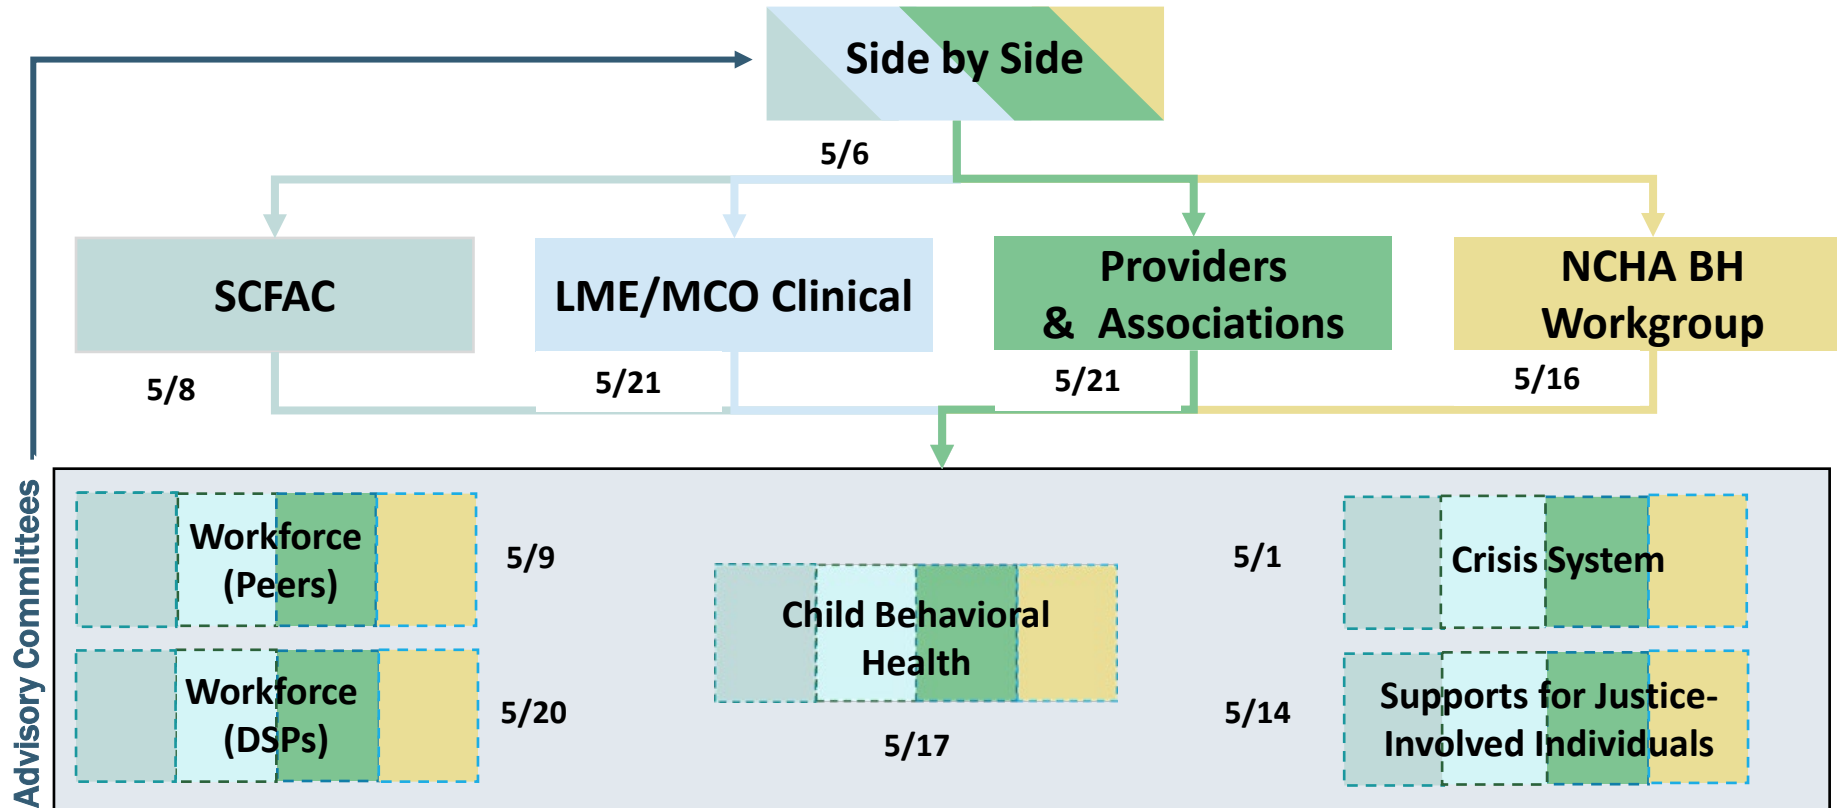 Side by Side
5/6
SCFAC
LME/MCO Clinical
Providers
& Associations
NCHA BH
Workgroup
5/8
5/21
5/21
5/16
Advisory Committees
Workforce
(Peers)
5/9
Workforce
(DSPs)
5/20
Child Behavioral
Health
5/17
5/1
Crisis System
5/14
Supports for Justice-
Involved Individuals